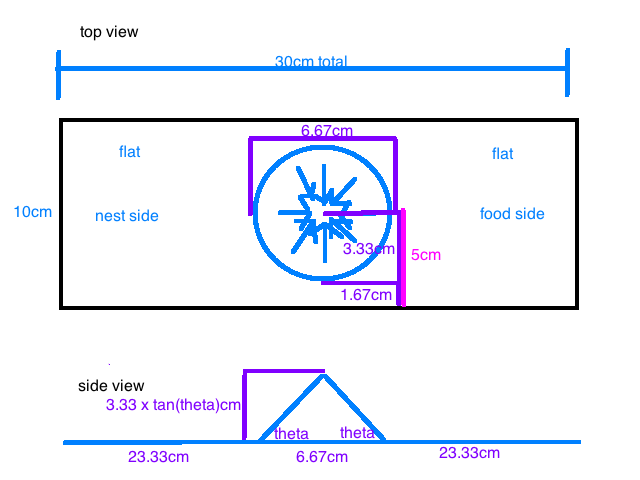 top view
30cm total
6.67cm
flat
flat
10cm
nest side
food side
3.33cm
5cm
1.67cm
side view
3.33 x tan(theta)cm
theta
theta
23.33cm
6.67cm
23.33cm